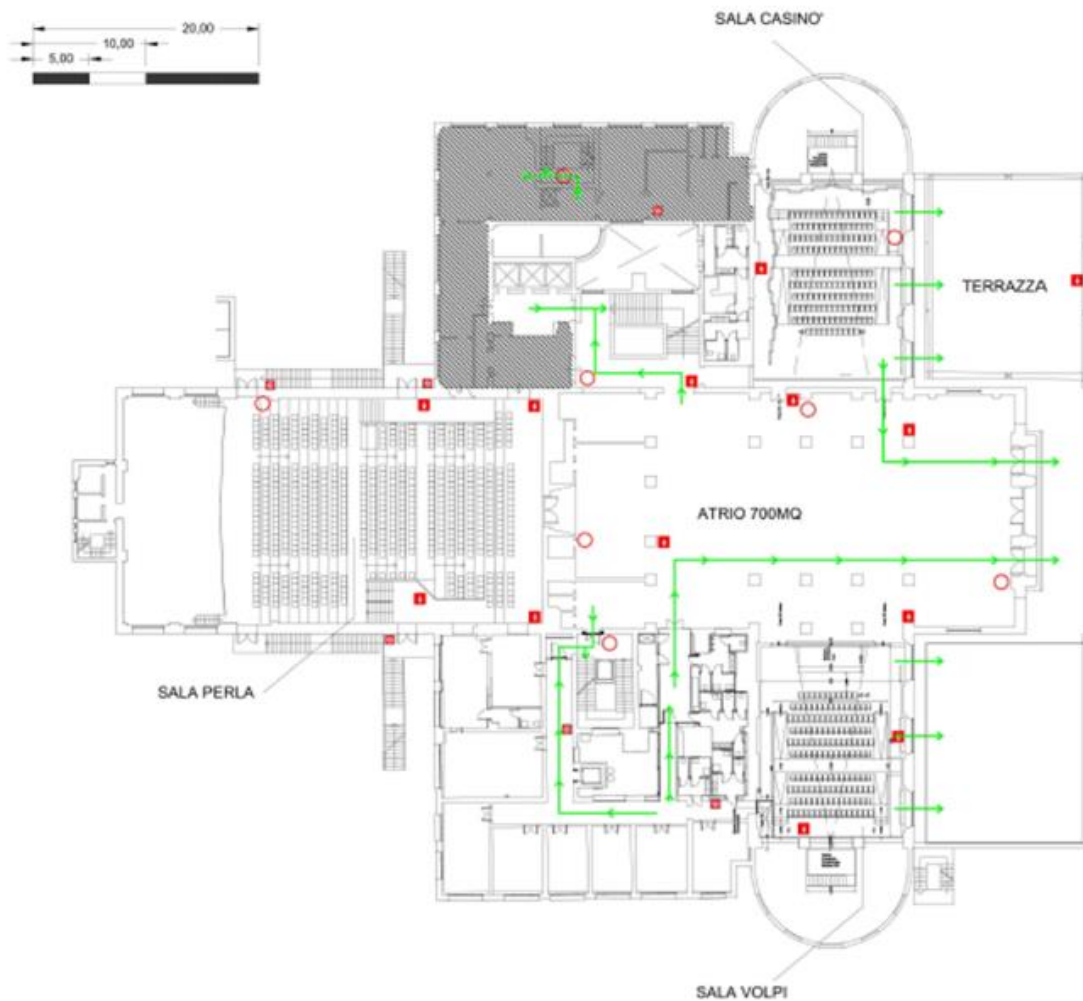 SALA CASINO'
20,00
10,00
5,00
TERRAZZA
ATRIO 700MQ
SALA PERLA
SALA VOLPI